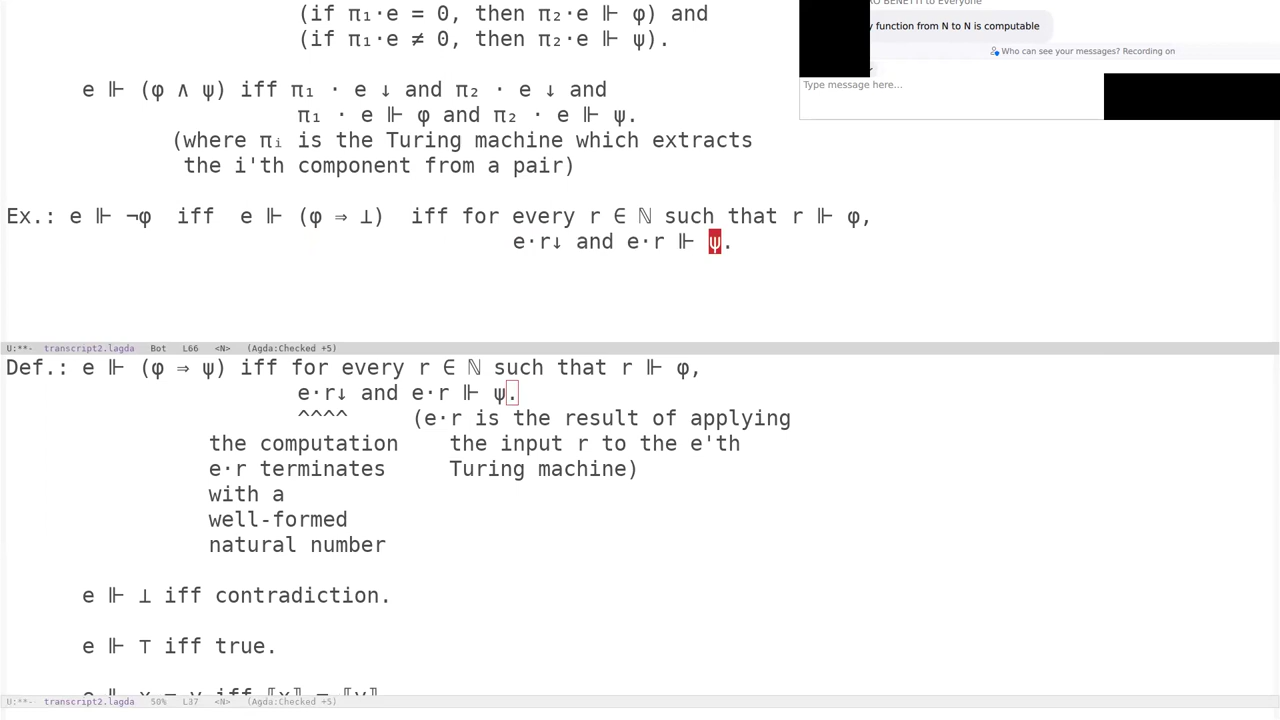 (if π₁·e = 0, then π₂·e ⊩ φ) and
(if π₁·e ≠ 0, then π₂·e ⊩ ψ).
e ⊩ (φ ∧ ψ) iff π₁ · e ↓ and π₂ · e ↓ and
π₁ · e ⊩ φ and π₂ · e ⊩ ψ.
(where πᵢ is the Turing machine which extracts
the i'th component from a pair)
Ex.: e ⊩ ¬φ iff e ⊩ (φ ⇒ ⊥) iff for every r ∈ ℕ such that r ⊩ φ,
e·r↓ and e·r ⊩ ψ.
BENETTI to Everyone
function from N to N is computable
Who can see your messages? Recording on
Type message here...
U:**- transcript2.lagda Bot L66 <N> (Agda:Checked +5)
Def.: e ⊩ (φ ⇒ ψ) iff for every r ∈ ℕ such that r ⊩ φ,
e·r↓ and e·r ⊩ ψ.
^^^^ (e·r is the result of applying
the computation the input r to the e'th
e·r terminates Turing machine)
with a
well-formed
natural number
e ⊩ ⊥ iff contradiction.
e ⊩ ⊤ iff true.
e ⊩ x = y iff ⟦x⟧ = ⟦y⟧
U:**- transcript2.lagda 50% L37 <N> (Agda:Checked +5)